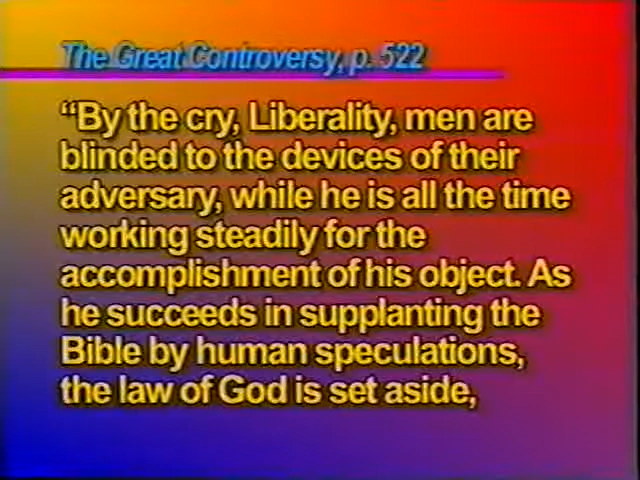 The Great Controversy, p. 522
“By the cry, Liberality, men are
blinded to the devices of their
adversary, while he is all the time
working steadily for the
accomplishment of his object. As
he succeeds in supplanting the
Bible by human speculations,
the law of God is set aside,